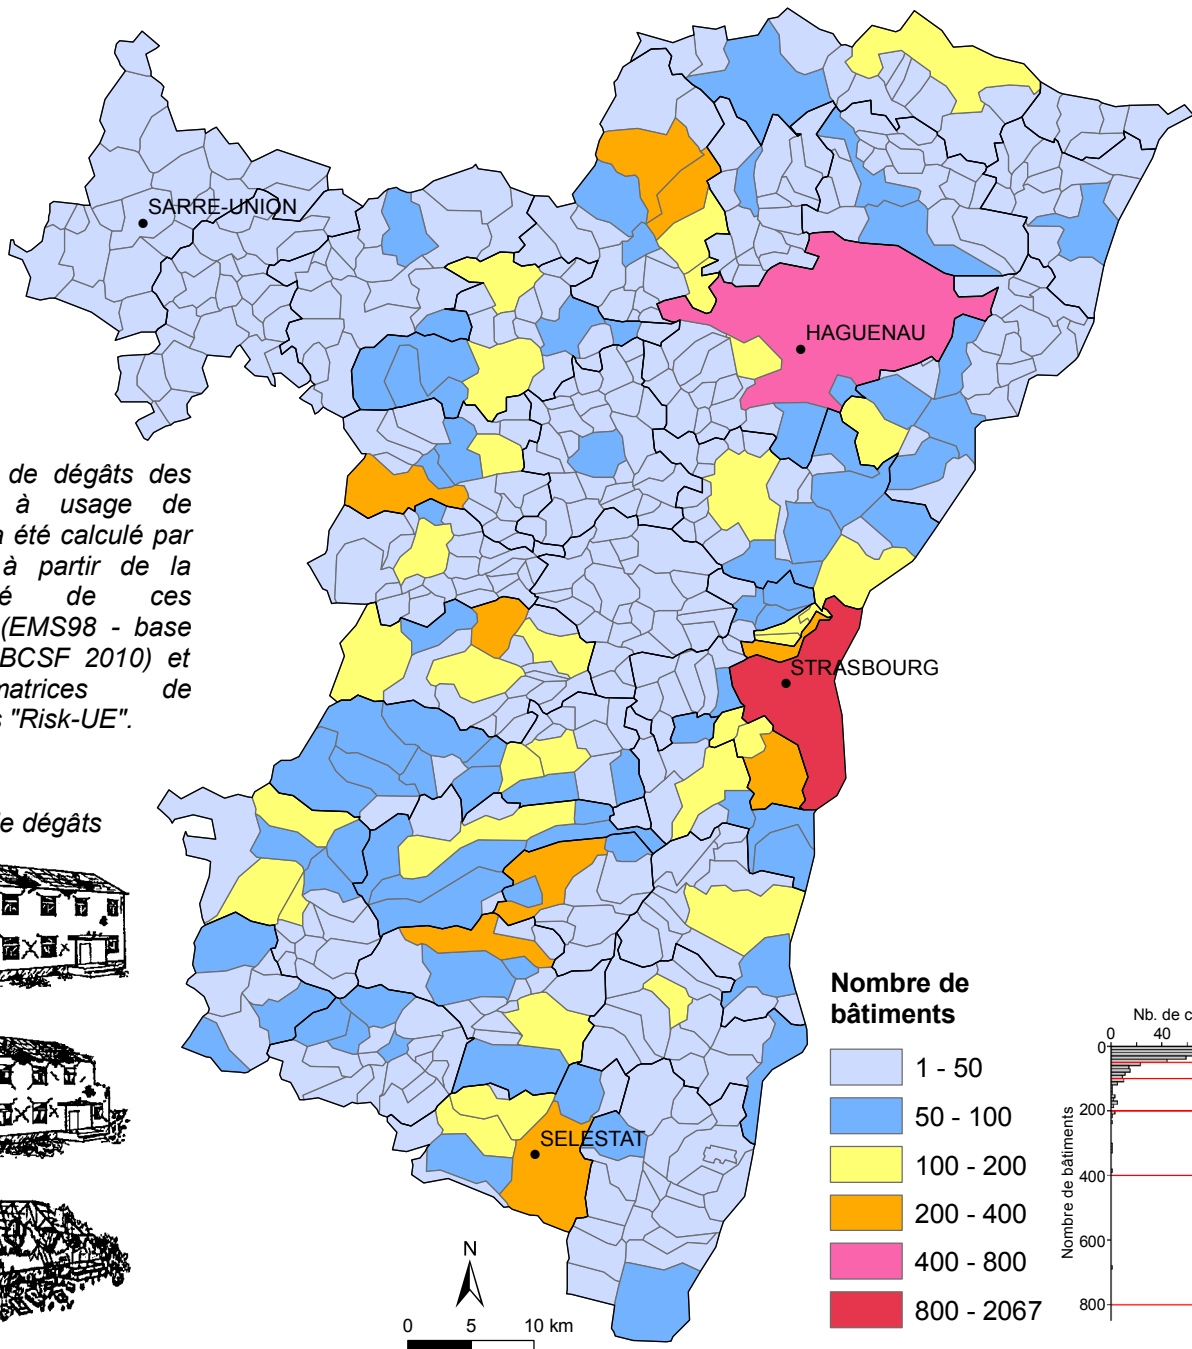 SARRE-UNION
HAGUENAU
de dégâts des
à usage de
été calculé par
à partir de la
de ces
(EMS98 - base
BCSF 2010) et
de
"Risk-UE".
STRASBOURG
de dégâts
SELESTAT
N
0 5 10 km
Nombre de
bâtiments
1 - 50
50 - 100
100 - 200
200 - 400
400 - 800
800 - 2067
Nb. de c
0 40
0
200
400
600
800
Nombre de bâtiments